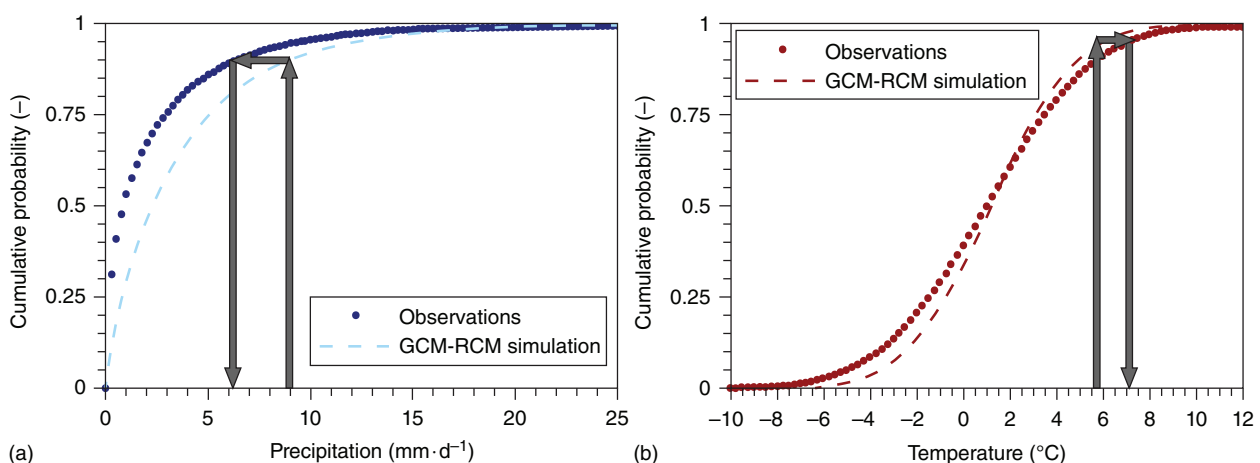 1
0.75
0.5
0.25
0
Cumulative probability (–)
Observations
GCM-RCM simulation
0 5 10 15 20 25
Precipitation (mm·d⁻¹)
(a)
1
0.75
0.5
0.25
0
Cumulative probability (–)
Observations
GCM-RCM simulation
–10 –8 –6 –4 –2 0 2 4 6 8 10 12
Temperature (°C)
(b)